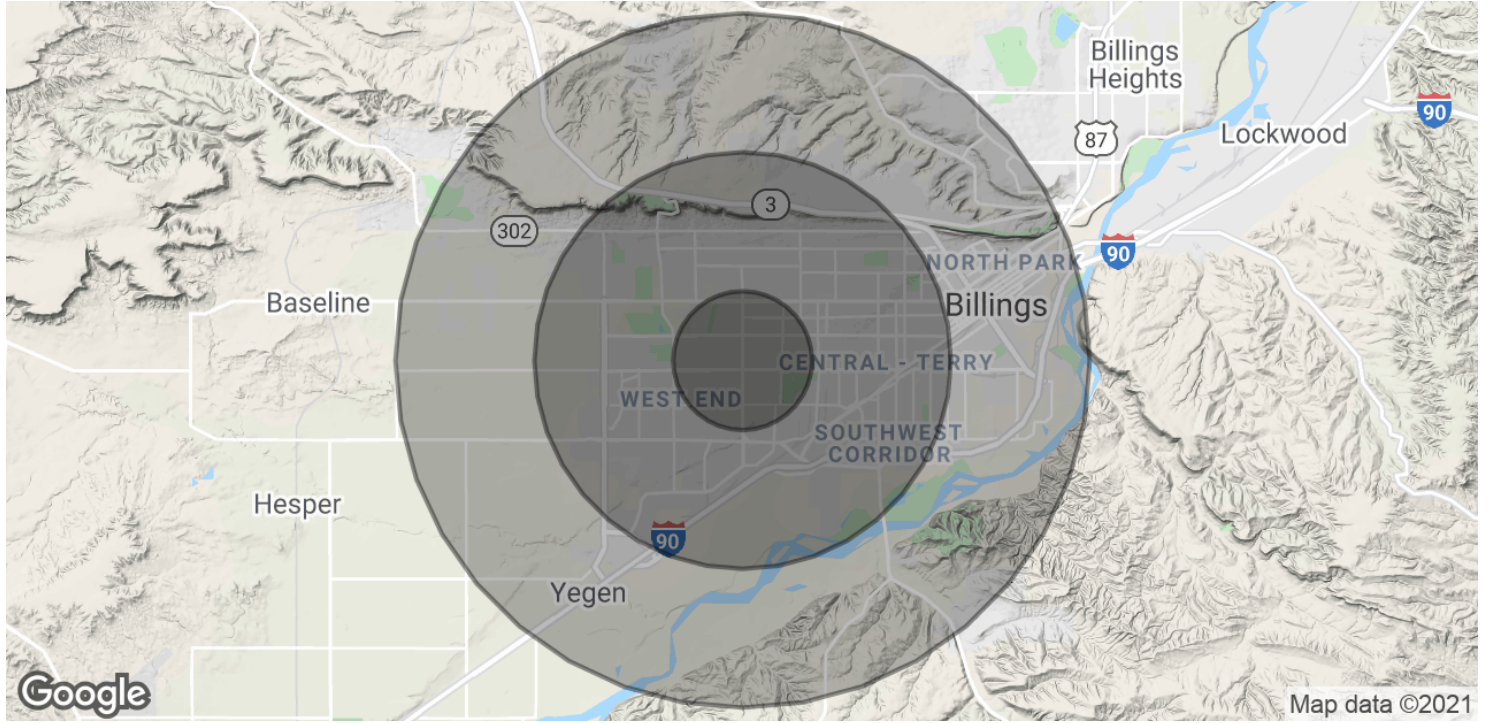 Billings
Heights
90
87
Lockwood
3
302
90
NORTH PARK
Baseline
Billings
CENTRAL - TERRY
WEST END
SOUTHWEST
CORRIDOR
Hesper
90
Yegen
Google
Map data ©2021